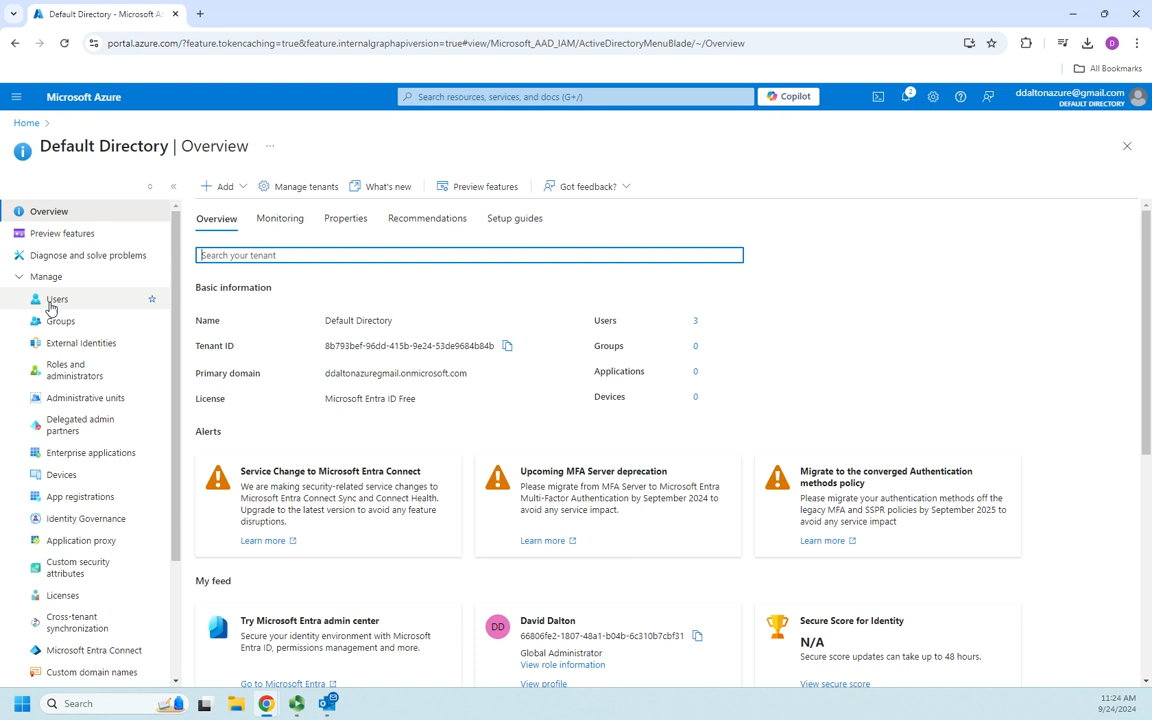 Default Directory - Microsoft A
portal.azure.com/?feature.tokencaching=true&feature.internalgraphapiversion=true#view/Microsoft_AAD_IAM/ActiveDirectoryMenuBlade/~/Overview
D
All Bookmarks
Microsoft Azure
Search resources, services, and docs (G+/)
Copilot
2
ddaltonazure@gmail.com
DEFAULT DIRECTORY
Home
Default Directory | Overview
Add
Manage tenants
What's new
Preview features
Got feedback?
Overview
Preview features
Diagnose and solve problems
Manage
Users
Groups
External Identities
Roles and
administrators
Administrative units
Delegated admin
partners
Enterprise applications
Devices
App registrations
Identity Governance
Application proxy
Custom security
attributes
Licenses
Cross-tenant
synchronization
Microsoft Entra Connect
Custom domain names
Overview
Monitoring
Properties
Recommendations
Setup guides
Search your tenant
Basic information
Name
Default Directory
Users
3
Tenant ID
8b793bef-96dd-415b-9e24-53de9684b84b
Groups
0
Primary domain
ddaltonazuregmail.onmicrosoft.com
Applications
0
License
Microsoft Entra ID Free
Devices
0
Alerts
Service Change to Microsoft Entra Connect
We are making security-related service changes to
Microsoft Entra Connect Sync and Connect Health.
Upgrade to the latest version to avoid any feature
disruptions.
Learn more
Upcoming MFA Server deprecation
Please migrate from MFA Server to Microsoft Entra
Multi-Factor Authentication by September 2024 to
avoid any service impact.
Learn more
Migrate to the converged Authentication
methods policy
Please migrate your authentication methods off the
legacy MFA and SSPR policies by September 2025 to
avoid any service impact
Learn more
My feed
Try Microsoft Entra admin center
Secure your identity environment with Microsoft
Entra ID, permissions management and more.
Go to Microsoft Entra
DD
David Dalton
66806fe2-1807-48a1-b04b-6c310b7cbf31
Global Administrator
View role information
View profile
Secure Score for Identity
N/A
Secure score updates can take up to 48 hours.
View secure score
Search
11:24 AM
9/24/2024